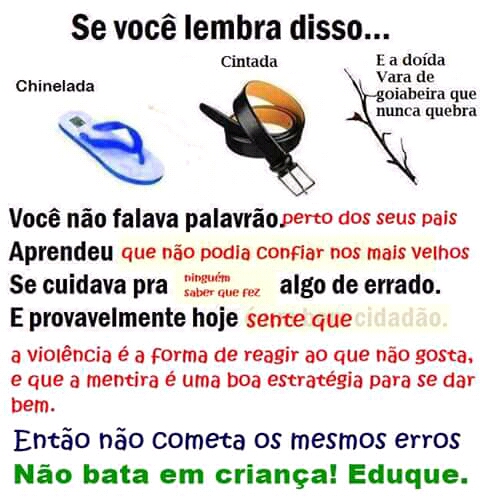 Se você lembra disso...
Chinelada
Cintada
E a doída
Vara de
goiabeira que
nunca quebra
Você não falava palavrão.perto dos seus pais
Aprendeu que não podia confiar nos mais velhos
Se cuidava pra ninguém saber que fez algo de errado.
E provavelmente hoje sente que cidadão.
a violência é a forma de reagir ao que não gosta,
e que a mentira é uma boa estratégia para se dar
bem.
Então não cometa os mesmos erros
Não bata em criança! Eduque.